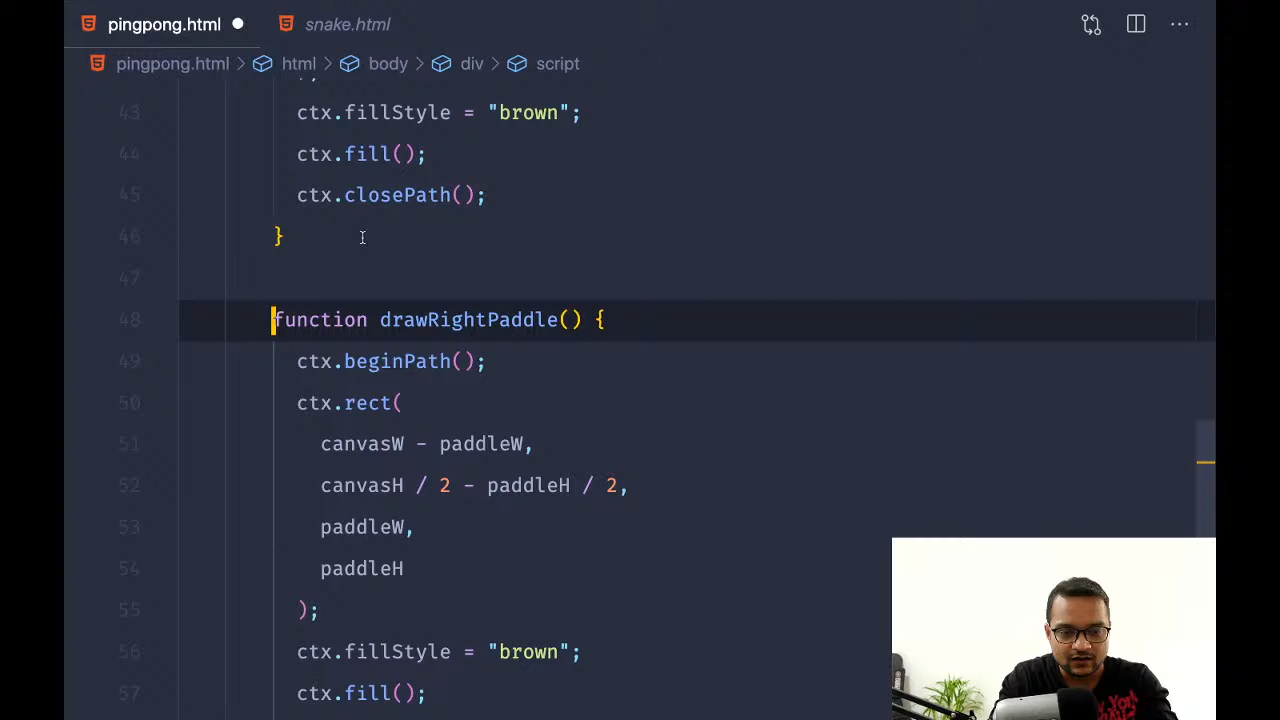 pingpong.html
snake.html
pingpong.html html body div script
43 ctx.fillStyle = "brown";
44 ctx.fill();
45 ctx.closePath();
46 }
47
48 function drawRightPaddle() {
49 ctx.beginPath();
50 ctx.rect(
51 canvasW - paddleW,
52 canvasH / 2 - paddleH / 2,
53 paddleW,
54 paddleH
55 );
56 ctx.fillStyle = "brown";
57 ctx.fill();